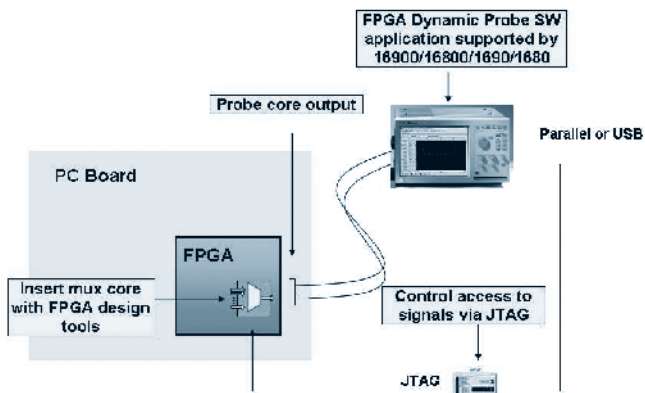 FPGA Dynamic Probe SW
application supported by
16900/16800/1690/1680
Probe core output
Parallel or USB
PC Board
FPGA
Insert mux core
with FPGA design
tools
Control access to
signals via JTAG
JTAG